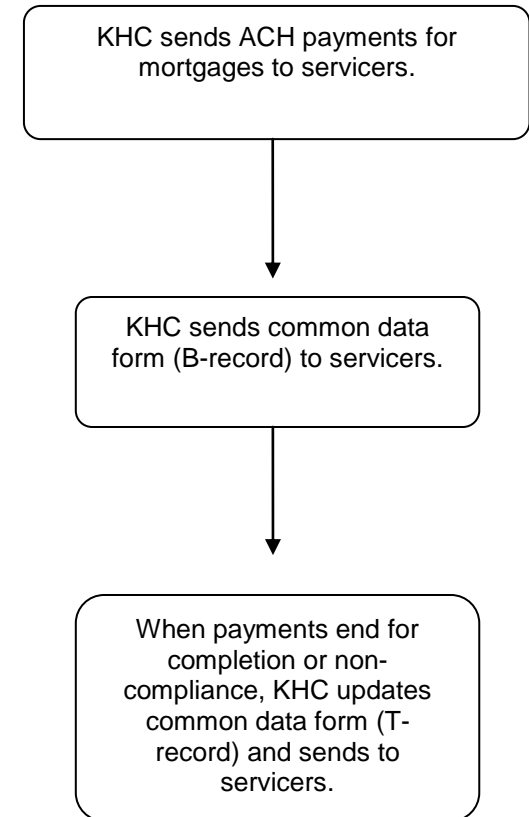 KHC sends ACH payments for
mortgages to servicers.
KHC sends common data
form (B-record) to servicers.
When payments end for
completion or non-
compliance, KHC updates
common data form (T-
record) and sends to
servicers.